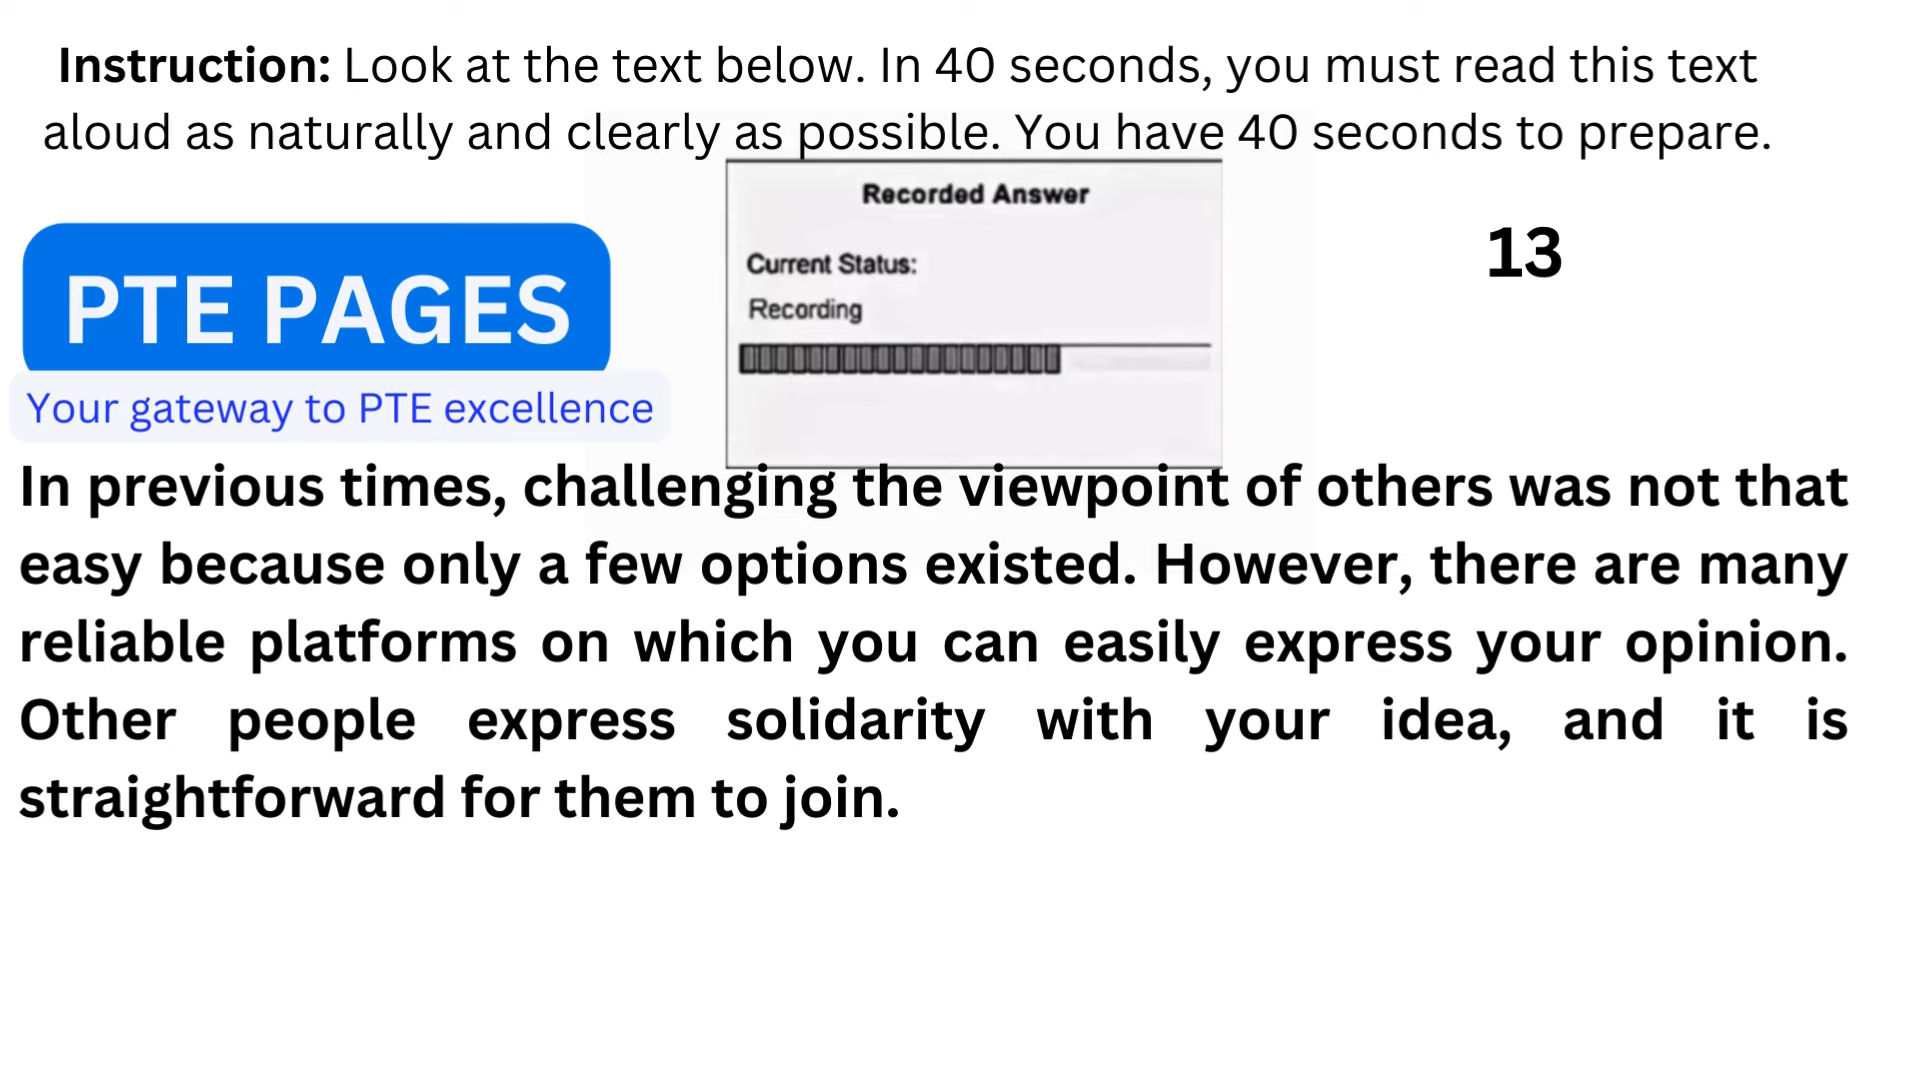 Instruction: Look at the text below. In 40 seconds, you must read this text
aloud as naturally and clearly as possible. You have 40 seconds to prepare.
Recorded Answer
Current Status:
Recording
13
PTE PAGES
Your gateway to PTE excellence
In previous times, challenging the viewpoint of others was not that
easy because only a few options existed. However, there are many
reliable platforms on which you can easily express your opinion.
Other people express solidarity with your idea, and it is
straightforward for them to join.